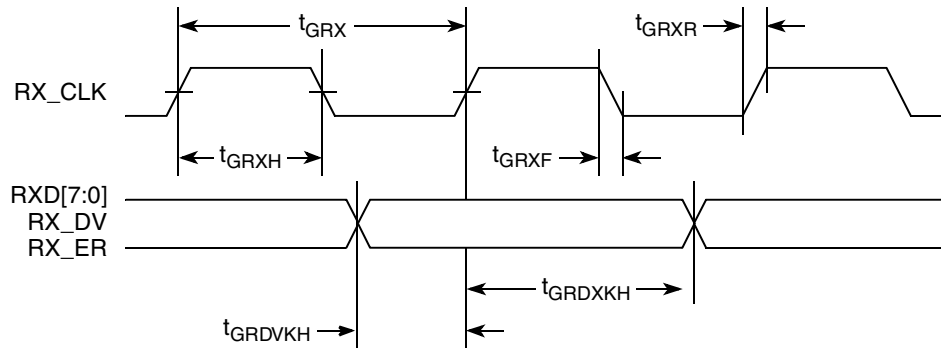 tGRX
tGRXR
RX_CLK
tGRXH
tGRXF
RXD[7:0]
RX_DV
RX_ER
tGRDXKH
tGRDVKH